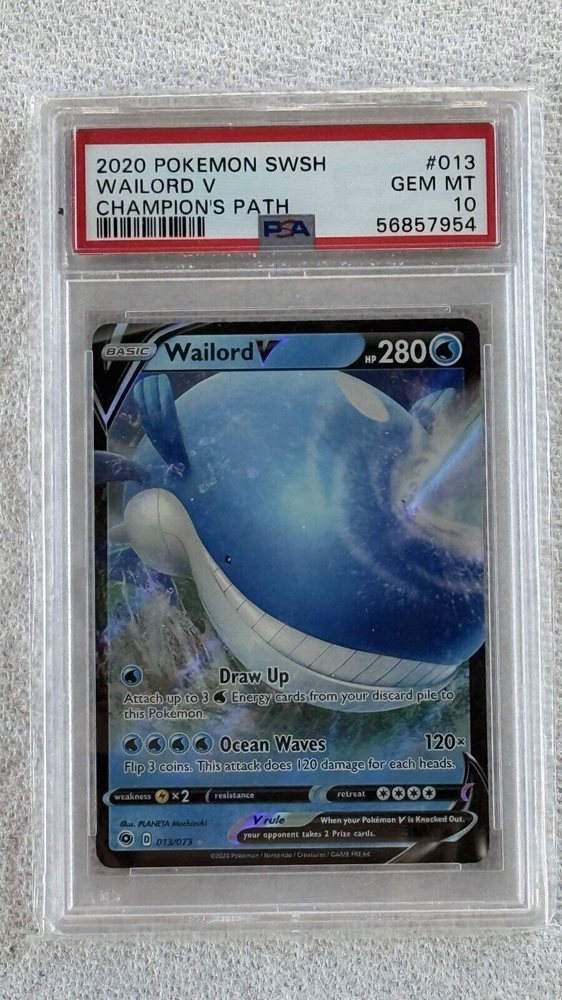 2020 POKEMON SWSH #013
WAILORD V GEM MT
CHAMPION'S PATH 10
PSA
56857954
BASIC Wailord V HP 280
Draw Up
Attach up to 3 Energy cards from your discard pile to
this Pokémon.
Ocean Waves 120×
Flip 3 coins. This attack does 120 damage for each heads.
weakness ×2 resistance retreat
Illus. PLANETA Mochizuki
V rule When your Pokémon V is Knocked Out,
your opponent takes 2 Prize cards.
D 013/073
©2020 Pokémon / Nintendo / Creatures / GAME FREAK